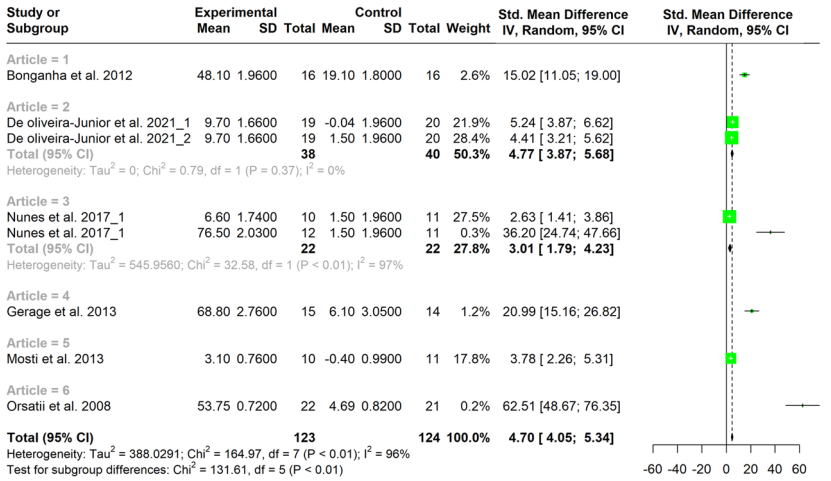 Study or Experimental Control Std. Mean Difference Std. Mean Difference
Subgroup Mean SD Total Mean SD Total Weight IV, Random, 95% CI IV, Random, 95% CI
Article = 1
Bonganha et al. 2012 48.10 1.9600 16 19.10 1.8000 16 2.6% 15.02 [11.05; 19.00]
Article = 2
De oliveira-Junior et al. 2021_1 9.70 1.6600 19 -0.04 1.9600 20 21.9% 5.24 [ 3.87; 6.62]
De oliveira-Junior et al. 2021_2 9.70 1.6600 19 1.50 1.9600 20 28.4% 4.41 [ 3.21; 5.62]
Total (95% CI) 38 40 50.3% 4.77 [ 3.87; 5.68]
Heterogeneity: Tau² = 0; Chi² = 0.79, df = 1 (P = 0.37); I² = 0%
Article = 3
Nunes et al. 2017_1 6.60 1.7400 10 1.50 1.9600 11 27.5% 2.63 [ 1.41; 3.86]
Nunes et al. 2017_1 76.50 2.0300 12 1.50 1.9600 11 0.3% 36.20 [24.74; 47.66]
Total (95% CI) 22 22 27.8% 3.01 [ 1.79; 4.23]
Heterogeneity: Tau² = 545.9560; Chi² = 32.58, df = 1 (P < 0.01); I² = 97%
Article = 4
Gerage et al. 2013 68.80 2.7600 15 6.10 3.0500 14 1.2% 20.99 [15.16; 26.82]
Article = 5
Mosti et al. 2013 3.10 0.7600 10 -0.40 0.9900 11 17.8% 3.78 [ 2.26; 5.31]
Article = 6
Orsatii et al. 2008 53.75 0.7200 22 4.69 0.8200 21 0.2% 62.51 [48.67; 76.35]
Total (95% CI) 123 124 100.0% 4.70 [ 4.05; 5.34]
Heterogeneity: Tau² = 388.0291; Chi² = 164.97, df = 7 (P < 0.01); I² = 96%
Test for subgroup differences: Chi² = 131.61, df = 5 (P < 0.01)
-60 -40 -20 0 20 40 60